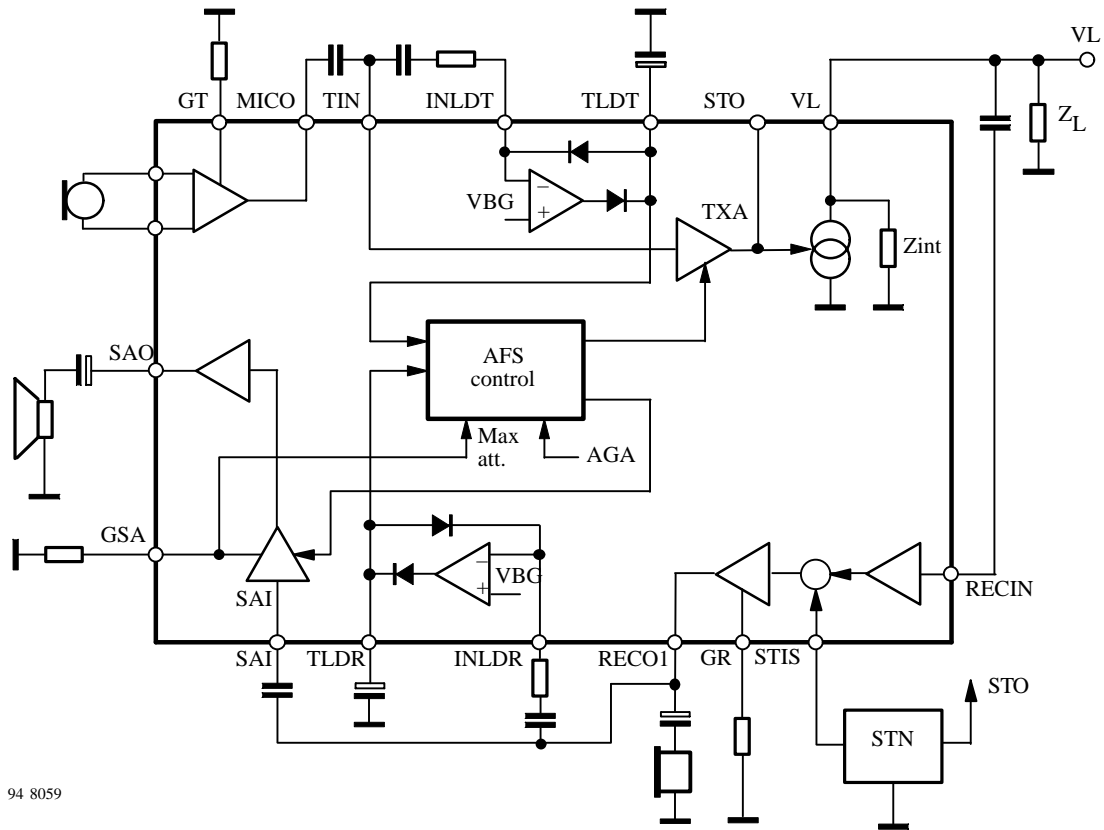 VL
GT
MICO
TIN
INLDT
TLDT
STO
VL
Z_L
VBG
−
+
TXA
Zint
SAO
AFS
control
Max
att.
AGA
GSA
SAI
−
+
VBG
RECIN
SAI
TLDR
INLDR
RECO1
GR
STIS
STO
STN
94 8059